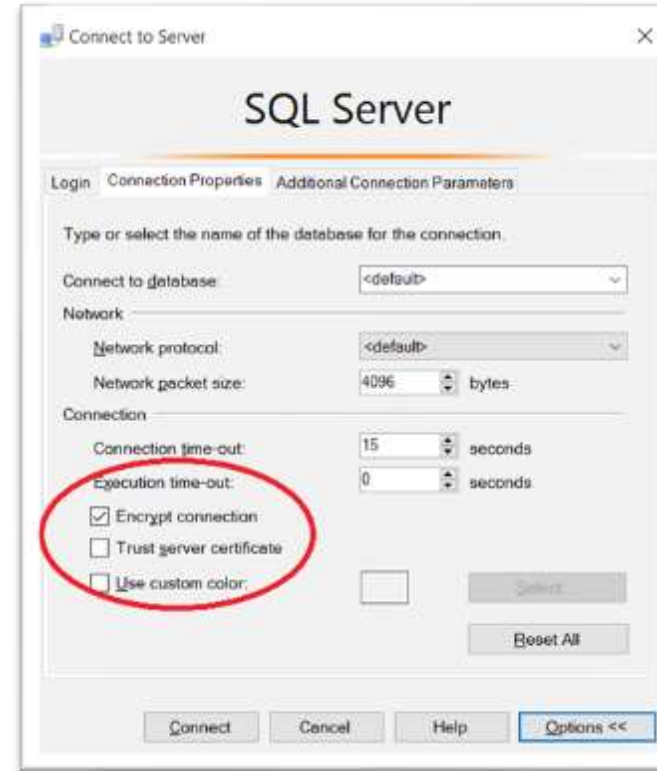 Connect to Server
SQL Server
Login Connection Properties Additional Connection Parameters
Type or select the name of the database for the connection.
Connect to database: <default>
Network
Network protocol: <default>
Network packet size: 4096 bytes
Connection
Connection time-out: 15 seconds
Execution time-out: 0 seconds
Encrypt connection
Trust server certificate
Use custom color: Select...
Reset All
Connect Cancel Help Options <<